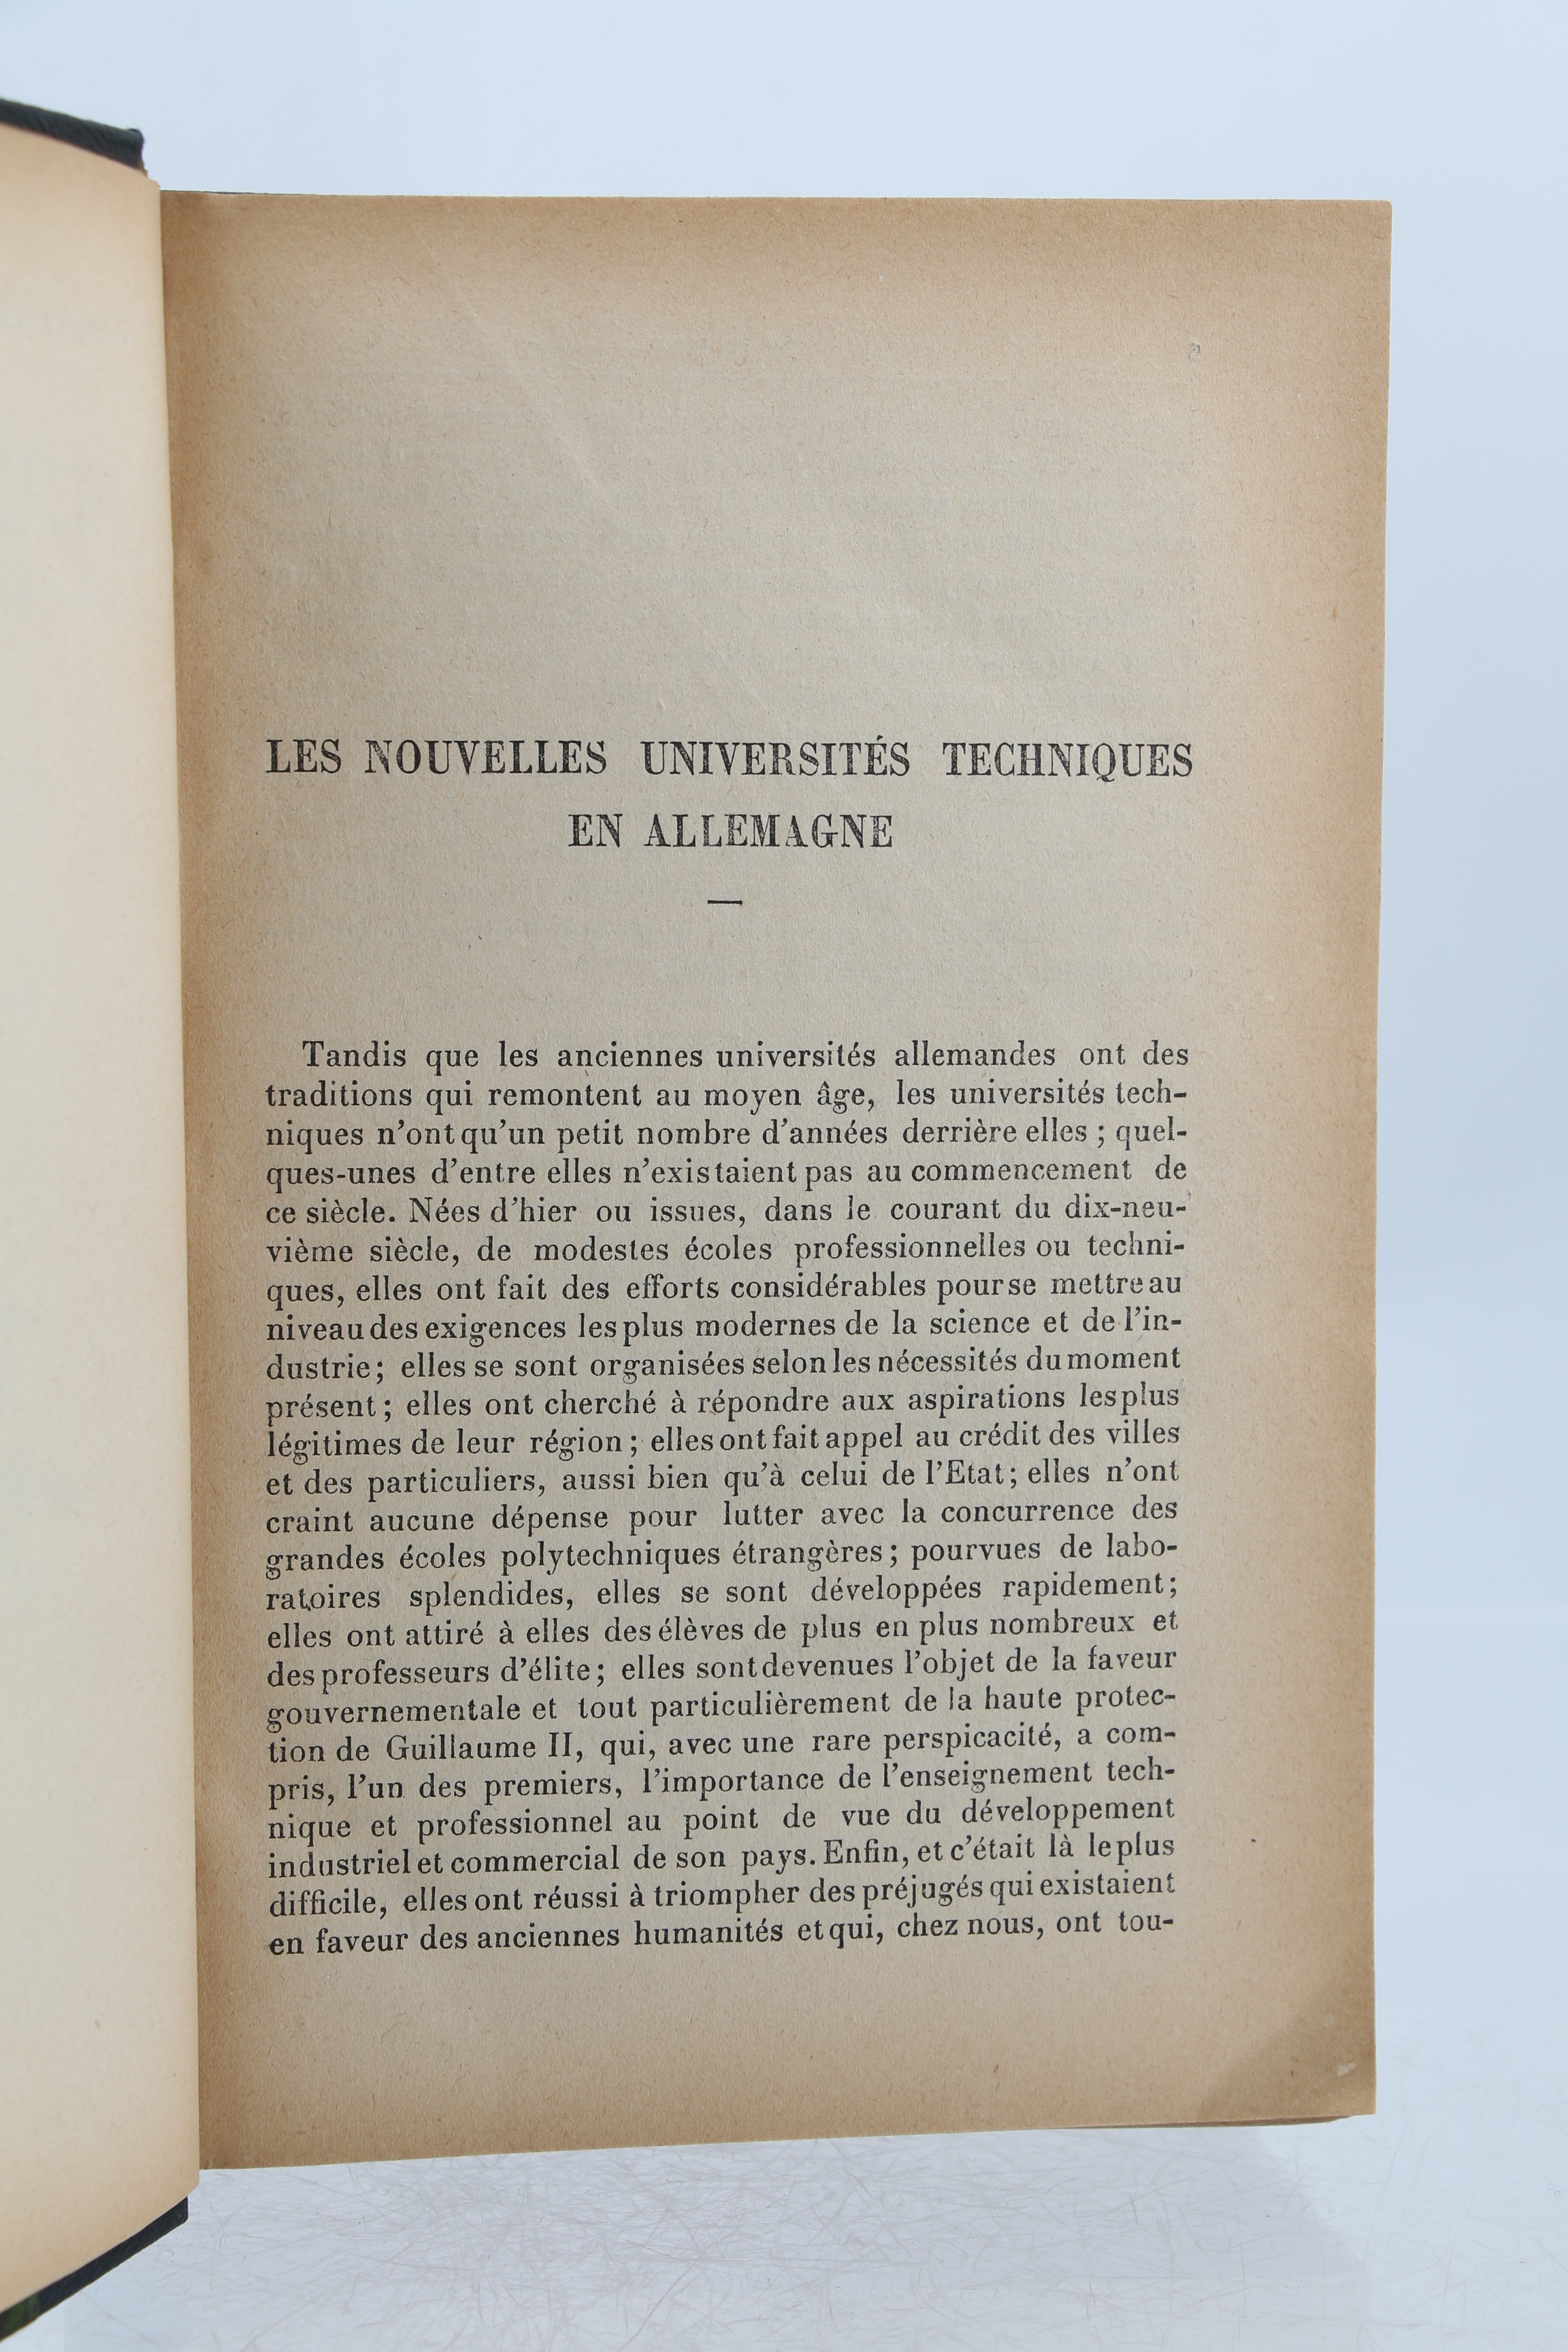 LES NOUVELLES UNIVERSITÉS TECHNIQUES
EN ALLEMAGNE
Tandis que les anciennes universités allemandes ont des
traditions qui remontent au moyen âge, les universités tech-
niques n'ont qu'un petit nombre d'années derrière elles ; quel-
ques-unes d'entre elles n'existaient pas au commencement de
ce siècle. Nées d'hier ou issues, dans le courant du dix-neu-
vième siècle, de modestes écoles professionnelles ou techni-
ques, elles ont fait des efforts considérables pour se mettre au
niveau des exigences les plus modernes de la science et de l'in-
dustrie ; elles se sont organisées selon les nécessités du moment
présent ; elles ont cherché à répondre aux aspirations les plus
légitimes de leur région ; elles ont fait appel au crédit des villes
et des particuliers, aussi bien qu'à celui de l'Etat ; elles n'ont
craint aucune dépense pour lutter avec la concurrence des
grandes écoles polytechniques étrangères ; pourvues de labo-
ratoires splendides, elles se sont développées rapidement ;
elles ont attiré à elles des élèves de plus en plus nombreux et
des professeurs d'élite ; elles sont devenues l'objet de la faveur
gouvernementale et tout particulièrement de la haute protec-
tion de Guillaume II, qui, avec une rare perspicacité, a com-
pris, l'un des premiers, l'importance de l'enseignement tech-
nique et professionnel au point de vue du développement
industriel et commercial de son pays. Enfin, et c'était là le plus
difficile, elles ont réussi à triompher des préjugés qui existaient
en faveur des anciennes humanités et qui, chez nous, ont tou-